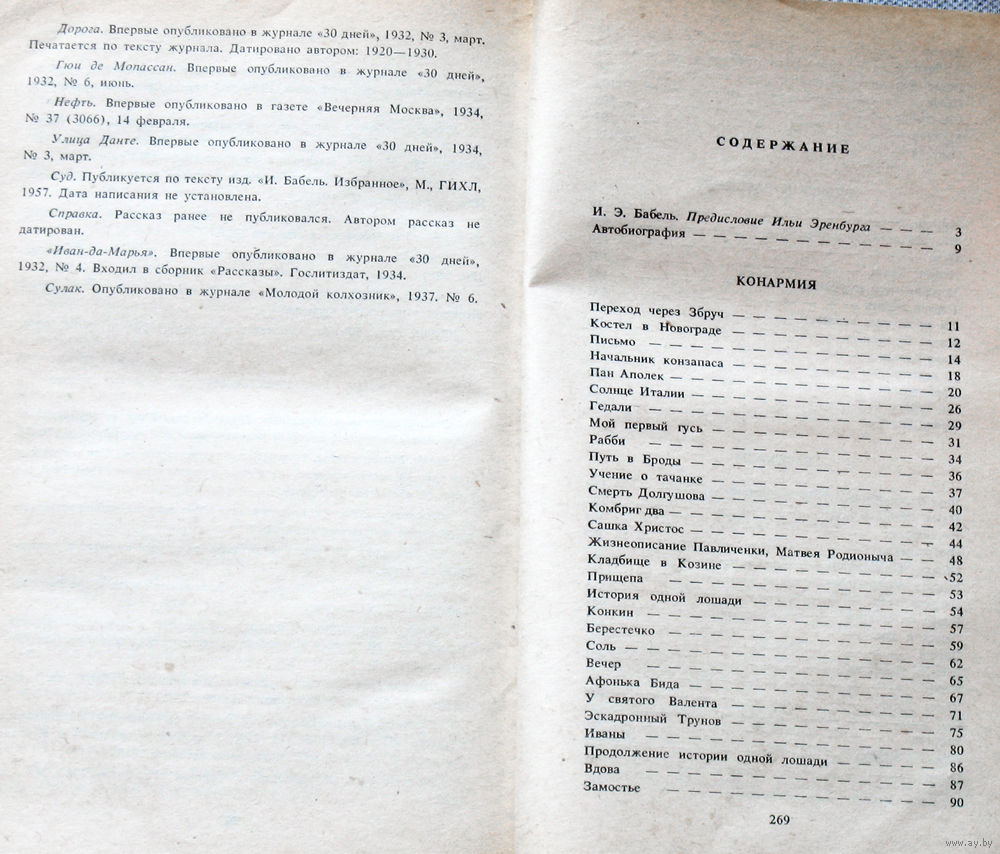 Дорога. Впервые опубликовано в журнале «30 дней», 1932, № 3, март.
Печатается по тексту журнала. Датировано автором: 1920—1930.
Гюи де Мопассан. Впервые опубликовано в журнале «30 дней»,
1932, № 6, июнь.
Нефть. Впервые опубликовано в газете «Вечерняя Москва», 1934,
№ 37 (3066), 14 февраля.
Улица Данте. Впервые опубликовано в журнале «30 дней», 1934,
№ 3, март.
Суд. Публикуется по тексту изд. «И. Бабель. Избранное», М., ГИХЛ,
1957. Дата написания не установлена.
Справка. Рассказ ранее не публиковался. Автором рассказ не
датирован.
«Иван-да-Марья». Впервые опубликовано в журнале «30 дней»,
1932, № 4. Входил в сборник «Рассказы». Гослитиздат, 1934.
Сулак. Опубликовано в журнале «Молодой колхозник», 1937. № 6.
СОДЕРЖАНИЕ
И. Э. Бабель. Предисловие Ильи Эренбурга — — — 3
Автобиография — — — — — — — — — — — 9
КОНАРМИЯ
Переход через Збруч — — — — — — — — — — 11
Костел в Новограде — — — — — — — — — — 12
Письмо — — — — — — — — — — — — — 14
Начальник конзапаса — — — — — — — — — — 18
Пан Аполек — — — — — — — — — — — — 20
Солнце Италии — — — — — — — — — — — 26
Гедали — — — — — — — — — — — — — 29
Мой первый гусь — — — — — — — — — — — 31
Рабби — — — — — — — — — — — — — 34
Путь в Броды — — — — — — — — — — — 36
Учение о тачанке — — — — — — — — — — — 37
Смерть Долгушова — — — — — — — — — — 40
Комбриг два — — — — — — — — — — — — 42
Сашка Христос — — — — — — — — — — — 44
Жизнеописание Павличенки, Матвея Родионыча — 48
Кладбище в Козине — — — — — — — — — — 52
Прищепа — — — — — — — — — — — — 53
История одной лошади — — — — — — — — — 54
Конкин — — — — — — — — — — — — — 57
Берестечко — — — — — — — — — — — — 59
Соль — — — — — — — — — — — — — — 62
Вечер — — — — — — — — — — — — — 65
Афонька Бида — — — — — — — — — — — 67
У святого Валента — — — — — — — — — — 71
Эскадронный Трунов — — — — — — — — — — 75
Иваны — — — — — — — — — — — — — 80
Продолжение истории одной лошади — — — — — 86
Вдова — — — — — — — — — — — — — 87
Замостье — — — — — — — — — — — — 90
269
www.ay.by